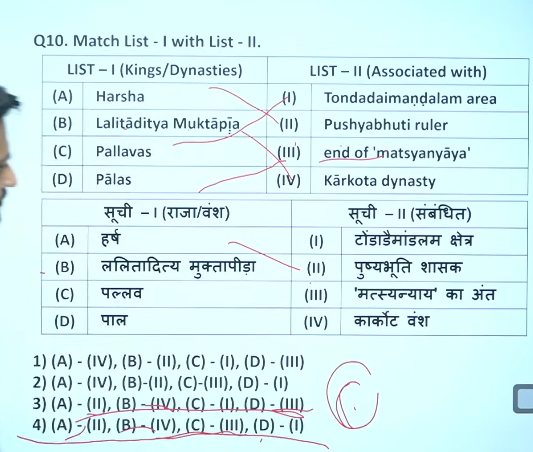 Q10. Match List - I with List - II.
LIST – I (Kings/Dynasties) LIST – II (Associated with)
(A) Harsha (I) Tondadaimaṇḍalam area
(B) Lalitāditya Muktāpīḍa (II) Pushyabhuti ruler
(C) Pallavas (III) end of 'matsyanyāya'
(D) Pālas (IV) Kārkota dynasty
सूची – I (राजा/वंश) सूची – II (संबंधित)
(A) हर्ष (I) टोंडाडैमांडलम क्षेत्र
(B) ललितादित्य मुक्तापीड़ा (II) पुष्यभूति शासक
(C) पल्लव (III) 'मत्स्यन्याय' का अंत
(D) पाल (IV) कार्कोट वंश
1) (A) - (IV), (B) - (II), (C) - (I), (D) - (III)
2) (A) - (IV), (B)-(II), (C)-(III), (D) - (I)
3) (A) - (II), (B) - (IV), (C) - (I), (D) - (III)
4) (A) - (II), (B) - (IV), (C) - (III), (D) - (I)